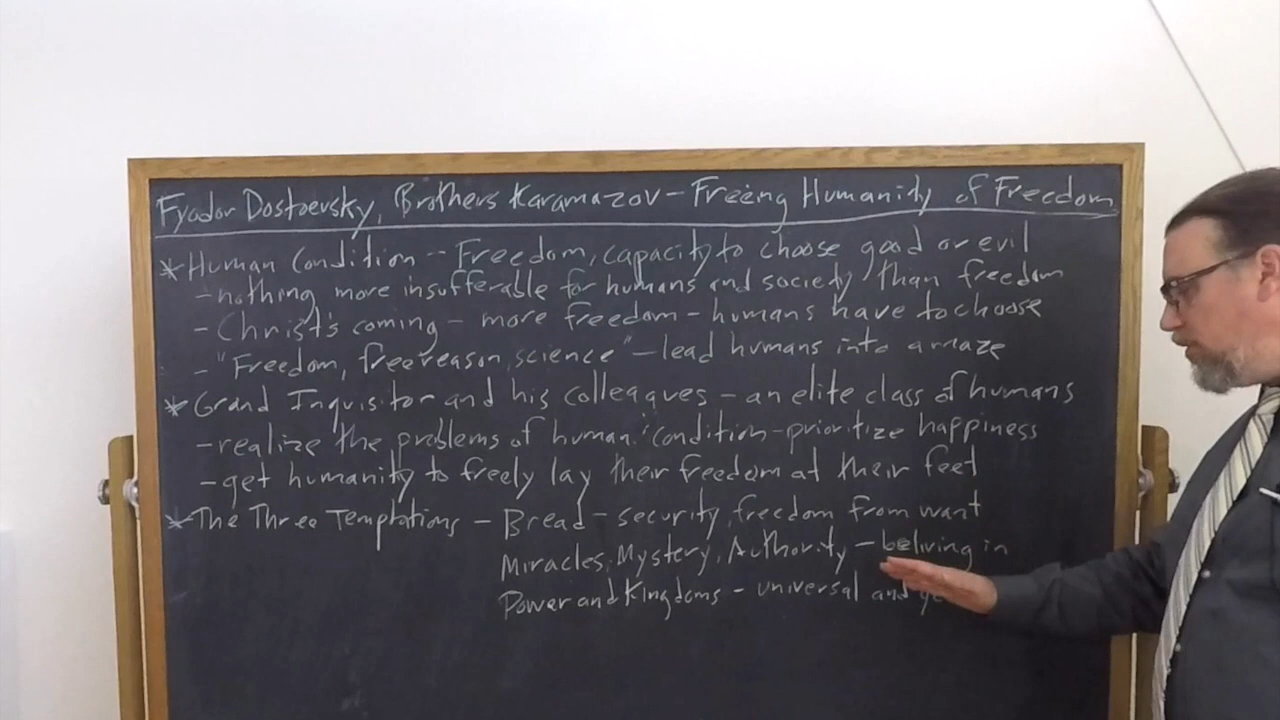 Fyodor Dostoevsky, Brothers Karamazov - Freeing Humanity of Freedom
* Human Condition - Freedom, capacity to choose good or evil
- nothing more insufferable for humans and society than freedom
- Christ's coming - more freedom - humans have to choose
- "Freedom, free reason, science" - lead humans into a maze
* Grand Inquisitor and his colleagues - an elite class of humans
- realize the problems of human condition - prioritize happiness
- get humanity to freely lay their freedom at their feet
* The Three Temptations - Bread - security, freedom from want
Miracles, Mystery, Authority - beliving in
Power and Kingdoms - universal and